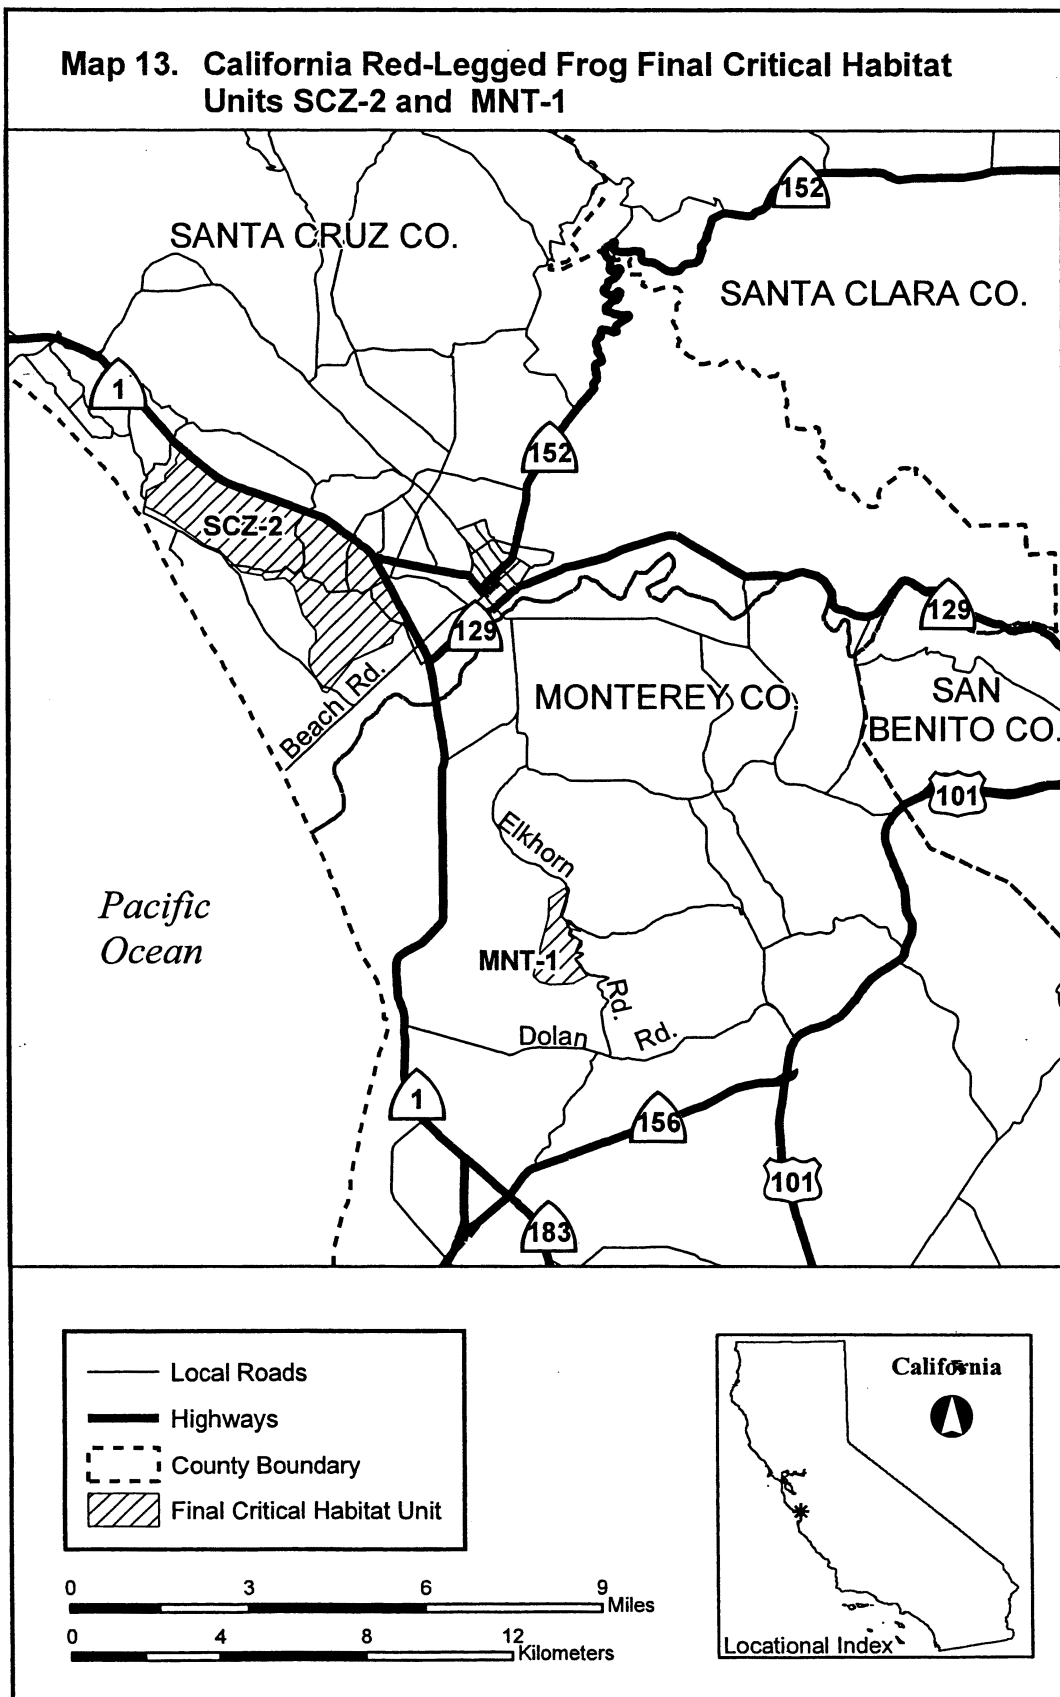 Map 13. California Red-Legged Frog Final Critical Habitat
Units SCZ-2 and MNT-1
152
SANTA CRUZ CO.
SANTA CLARA CO.
1
152
SCZ-2
129
129
Beach Rd.
MONTEREY CO.
SAN
BENITO CO.
101
Elkhorn
Pacific
Ocean
MNT-1
Rd.
Dolan Rd.
1
156
101
183
Local Roads
Highways
County Boundary
Final Critical Habitat Unit
California
0 3 6 9 Miles
0 4 8 12 Kilometers
Locational Index